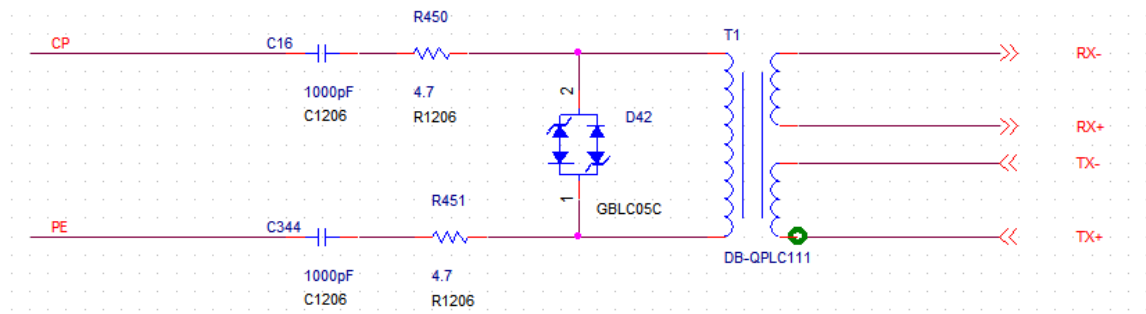 R450
T1
CP
C16
RX-
1000pF
4.7
2
D42
C1206
R1206
RX+
TX-
R451
1
GBLC05C
PE
C344
TX+
DB-QPLC111
1000pF
4.7
C1206
R1206